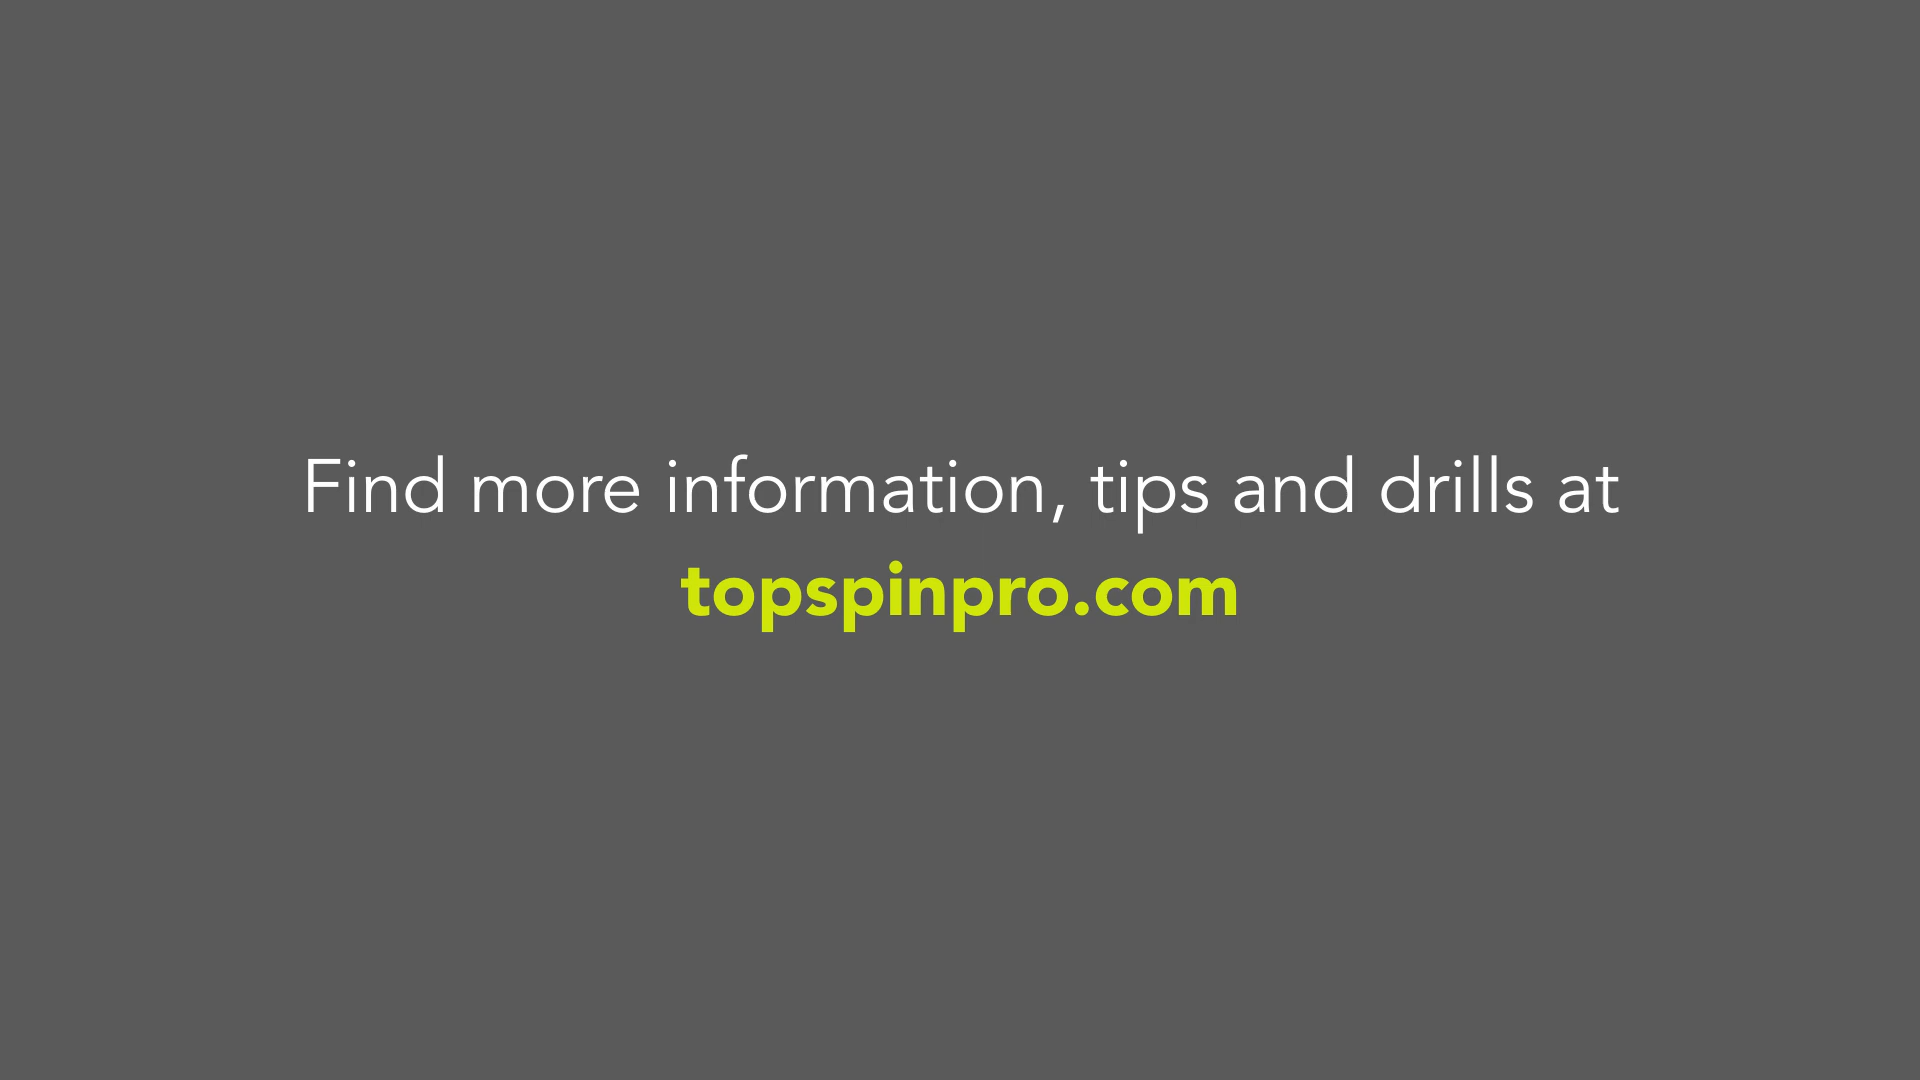 Find more information, tips and drills at
topspinpro.com